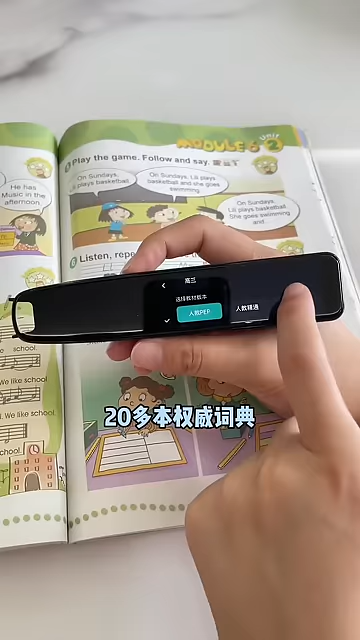 MODULE 6 Unit 2
Play the game. Follow and say.
He has
Music in the
afternoon.
On Sundays,
Lili plays basketball.
On Sundays, Lili plays
basketball and she goes
swimming.
On Sundays,
Lili plays basketball.
She goes swimming
and
Listen, repe
高三
选择教材版本
人教PEP
人教精通
school
We like school
We like school.
school.
20多本权威词典